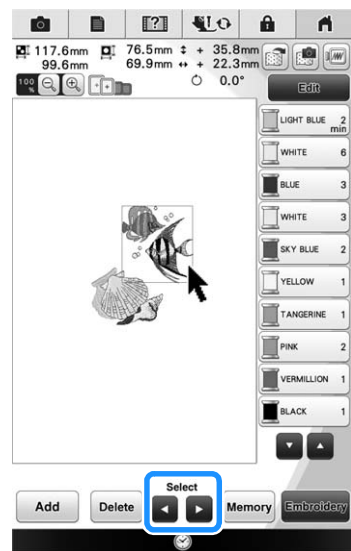 117.6mm 76.5mm + 35.8mm
99.6mm 69.9mm + 22.3mm
100 % 0.0°
Edit
LIGHT BLUE 2 min
WHITE 6
BLUE 3
WHITE 3
SKY BLUE 2
YELLOW 1
TANGERINE 1
PINK 2
VERMILLION 1
BLACK 1
Select
Add Delete Memory Embroidery